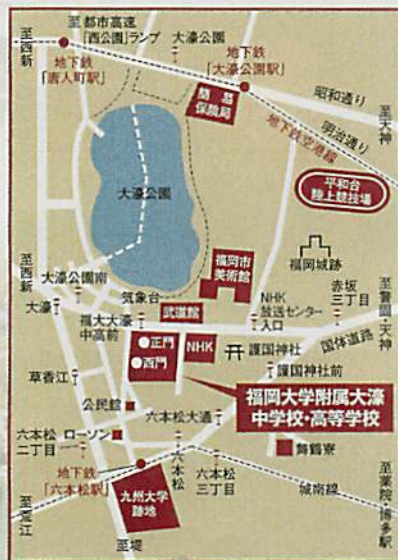 至都市高速
「西公園」ランプ
大濠公園
地下鉄
「大濠公園駅」
至西新
地下鉄
「唐人町駅」
簡易
保険局
昭和通り
明治通り
地下鉄空港線
至天神
平和台
陸上競技場
大濠公園
福岡市
美術館
福岡城跡
至西新
大濠公園南
大濠
気象台
福大大濠
中高前
武道館
NHK
放送センター
入口
赤坂
三丁目
至警固・天神
国体道路
正門
西門
NHK
護国神社
護国神社前
草香江
福岡大学附属大濠
中学校・高等学校
公民館
六本松大通
六本松
二丁目
ローソン
地下鉄
「六本松駅」
六本松
六本松
三丁目
舞鶴寮
城南線
至薬院・博多駅
至荒江
九州大学
跡地
至堤